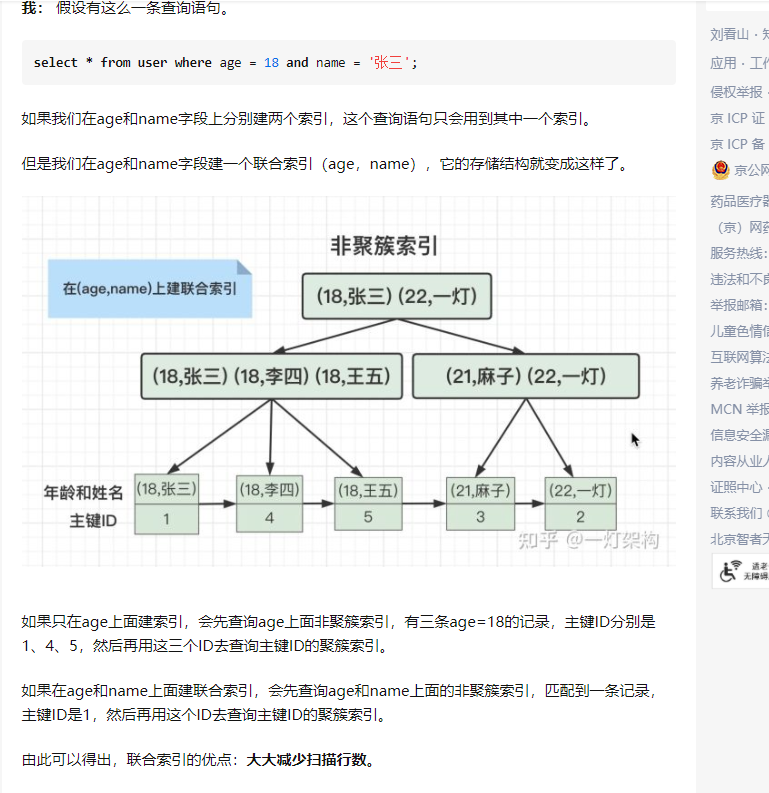 我： 假设有这么一条查询语句。
select * from user where age = 18 and name = '张三';
如果我们在age和name字段上分别建两个索引，这个查询语句只会用到其中一个索引。
但是我们在age和name字段建一个联合索引（age，name），它的存储结构就变成这样了。
非聚簇索引
在(age,name)上建联合索引
(18,张三) (22,一灯)
(18,张三) (18,李四) (18,王五)
(21,麻子) (22,一灯)
年龄和姓名
主键ID
(18,张三)
1
(18,李四)
4
(18,王五)
5
(21,麻子)
3
(22,一灯)
2
知乎 @一灯架构
如果只在age上面建索引，会先查询age上面非聚簇索引，有三条age=18的记录，主键ID分别是
1、4、5，然后再用这三个ID去查询主键ID的聚簇索引。
如果在age和name上面建联合索引，会先查询age和name上面的非聚簇索引，匹配到一条记录，
主键ID是1，然后再用这个ID去查询主键ID的聚簇索引。
由此可以得出，联合索引的优点：大大减少扫描行数。
刘看山 ·
应用 · 工
侵权举报 ·
京 ICP 证
京 ICP 备
京公网
药品医疗器
（京）网药
服务热线：
违法和不良
举报邮箱：
儿童色情信
互联网算法
养老诈骗举
MCN 举报
信息安全漏
内容从业人
证照中心 ·
联系我们
北京智者天
适老
无障碍